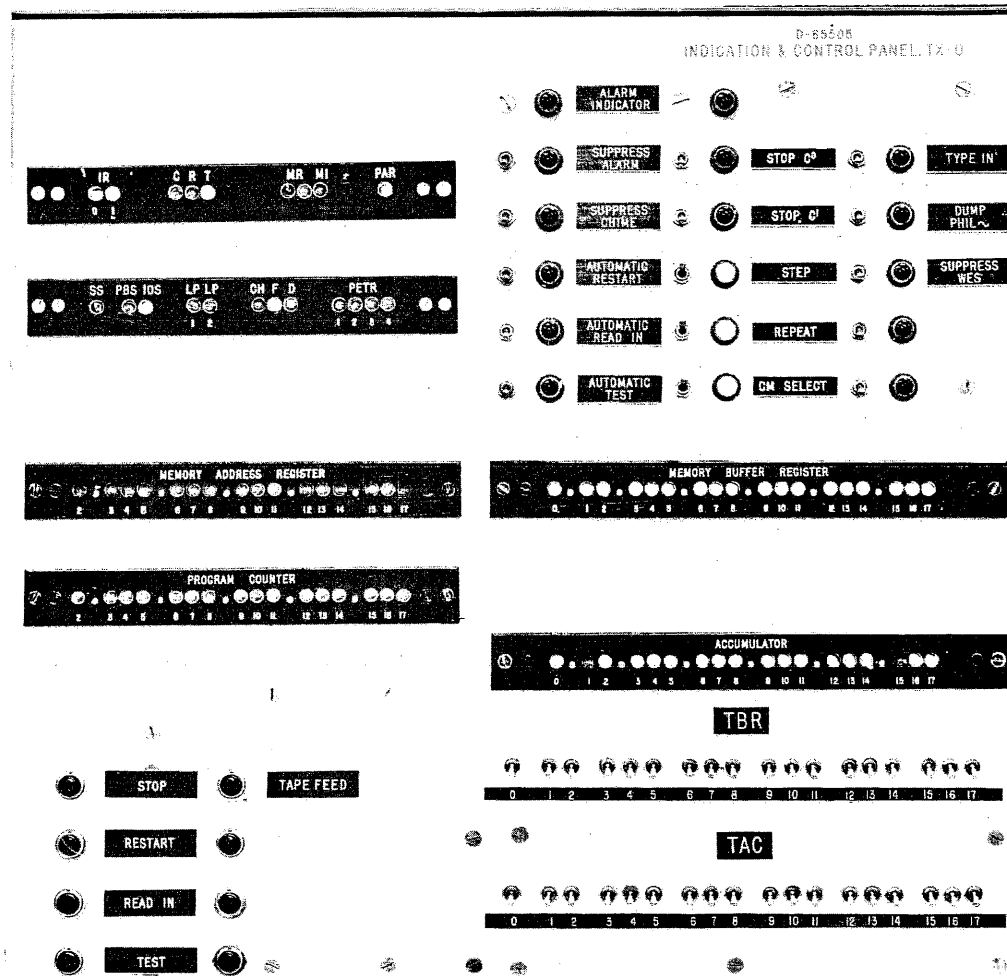 D-65505
INDICATION & CONTROL PANEL, TX-0
ALARM INDICATOR
SUPPRESS ALARM
STOP C⁰
TYPE IN
SUPPRESS CHIME
STOP, C¹
DUMP PHIL~
AUTOMATIC RESTART
STEP
SUPPRESS WES
AUTOMATIC READ IN
REPEAT
AUTOMATIC TEST
CM SELECT
IR C R T MR MI PAR
0 1
SS PBS IOS LP LP CH F D PETR
1 2 1 2 3 4
MEMORY ADDRESS REGISTER
2 3 4 5 6 7 8 9 10 11 12 13 14 15 16 17
MEMORY BUFFER REGISTER
0 1 2 3 4 5 6 7 8 9 10 11 12 13 14 15 16 17
PROGRAM COUNTER
2 3 4 5 6 7 8 9 10 11 12 13 14 15 16 17
ACCUMULATOR
0 1 2 3 4 5 6 7 8 9 10 11 12 13 14 15 16 17
TBR
0 1 2 3 4 5 6 7 8 9 10 11 12 13 14 15 16 17
TAC
0 1 2 3 4 5 6 7 8 9 10 11 12 13 14 15 16 17
STOP
TAPE FEED
RESTART
READ IN
TEST